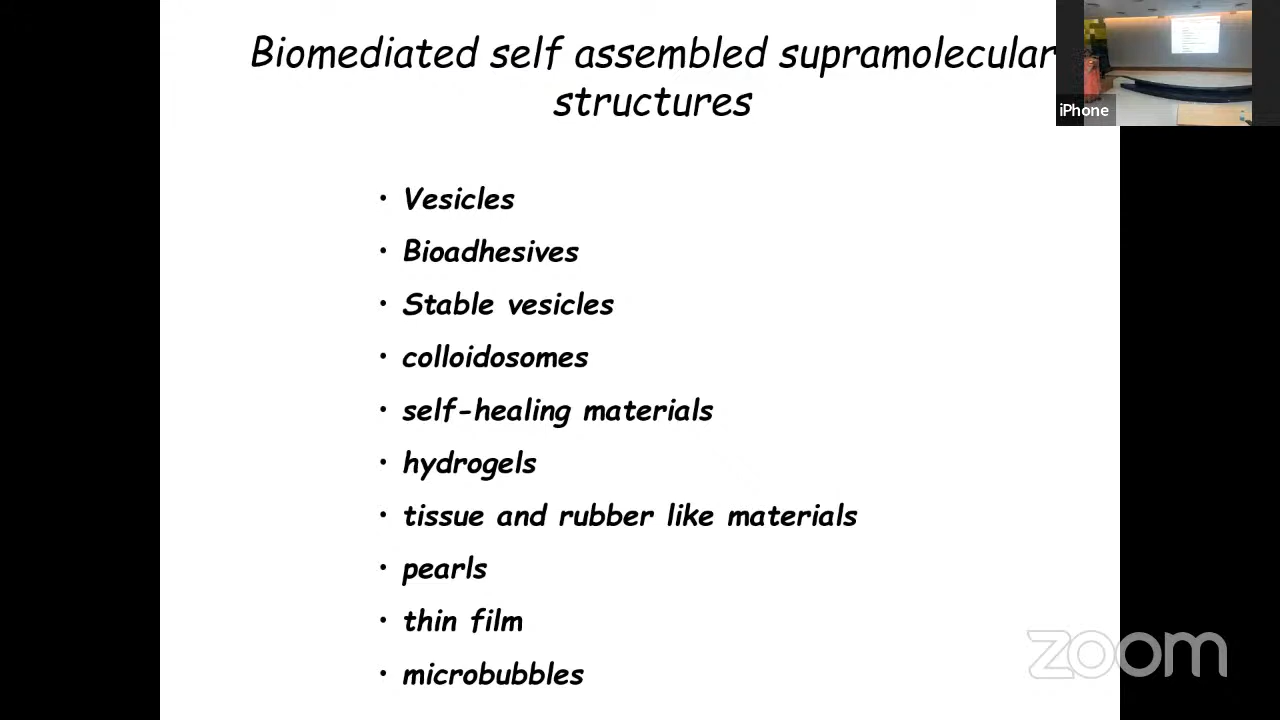 Biomediated self assembled supramolecular
structures
iPhone
• Vesicles
• Bioadhesives
• Stable vesicles
• colloidosomes
• self-healing materials
• hydrogels
• tissue and rubber like materials
• pearls
• thin film
• microbubbles
zoom